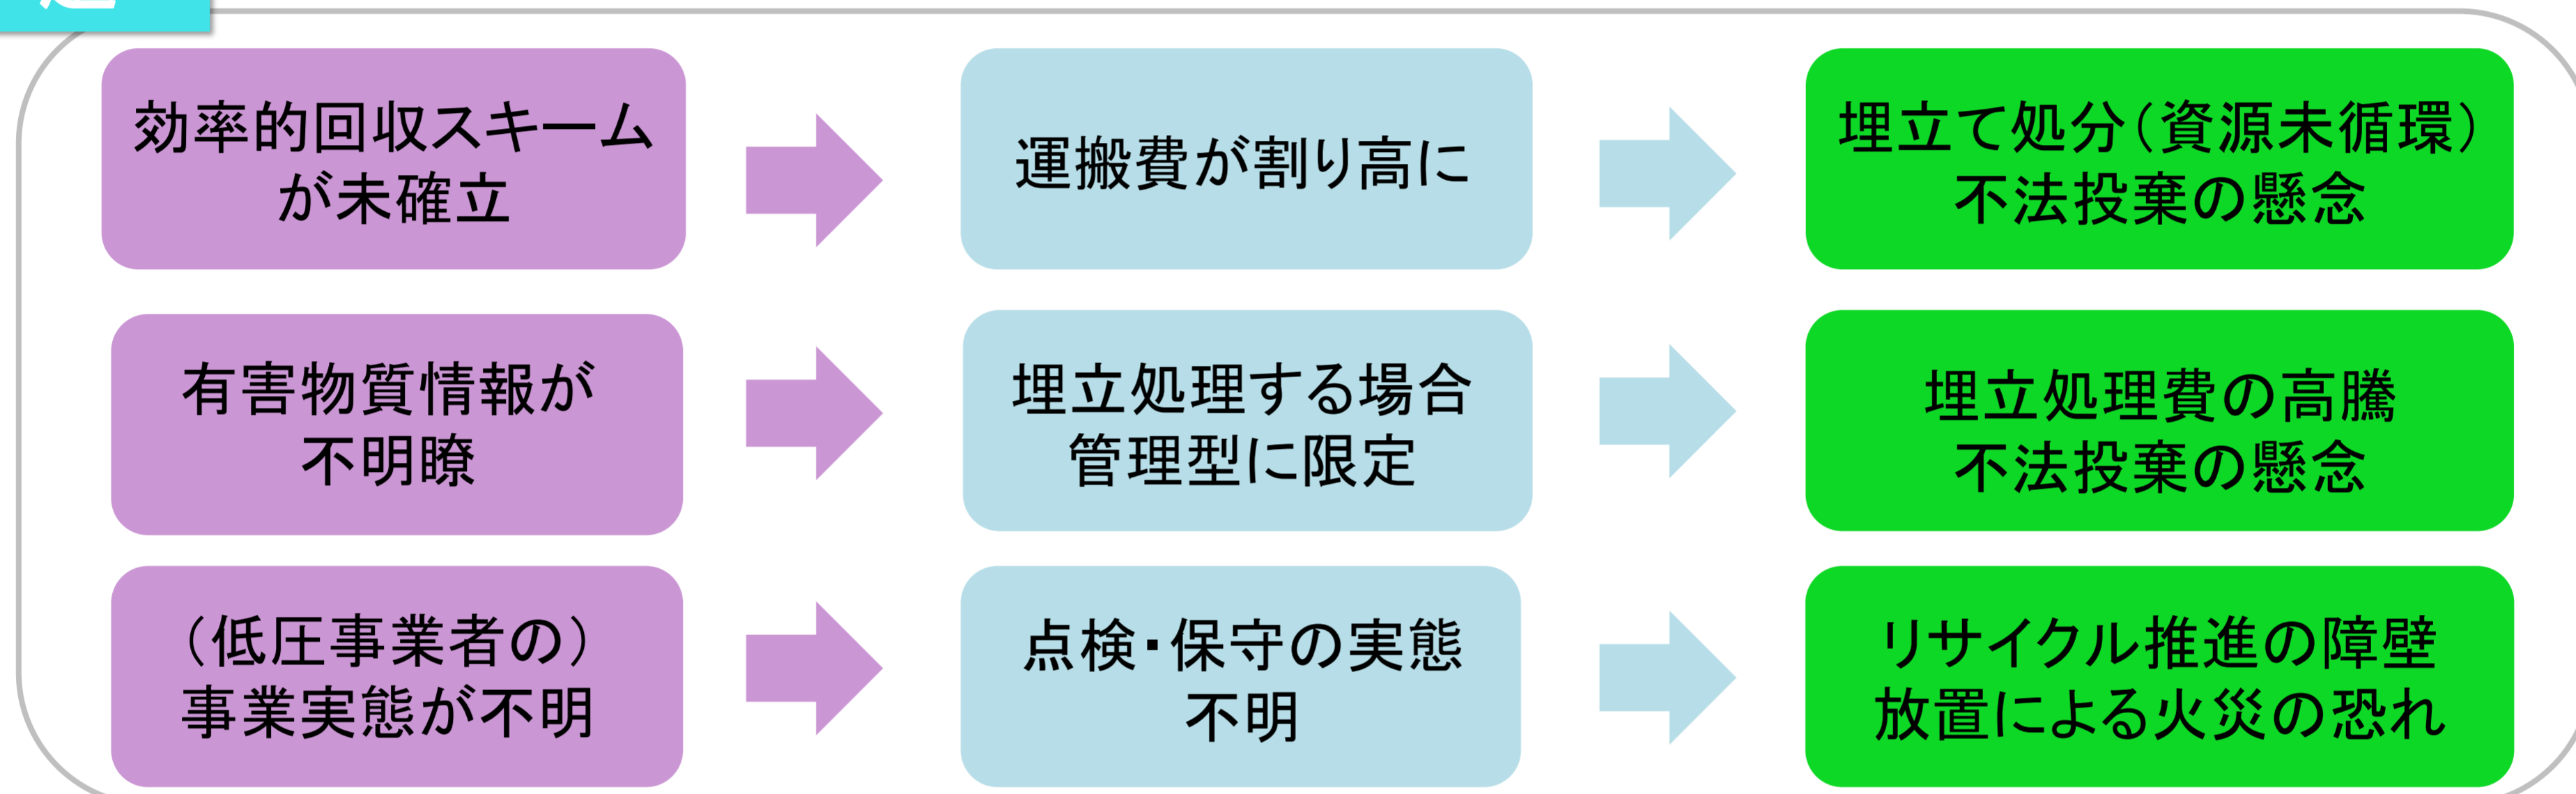 効率的回収スキーム
が未確立
運搬費が割り高に
埋立て処分（資源未循環）
不法投棄の懸念
有害物質情報が
不明瞭
埋立処理する場合
管理型に限定
埋立処理費の高騰
不法投棄の懸念
（低圧事業者の）
事業実態が不明
点検・保守の実態
不明
リサイクル推進の障壁
放置による火災の恐れ